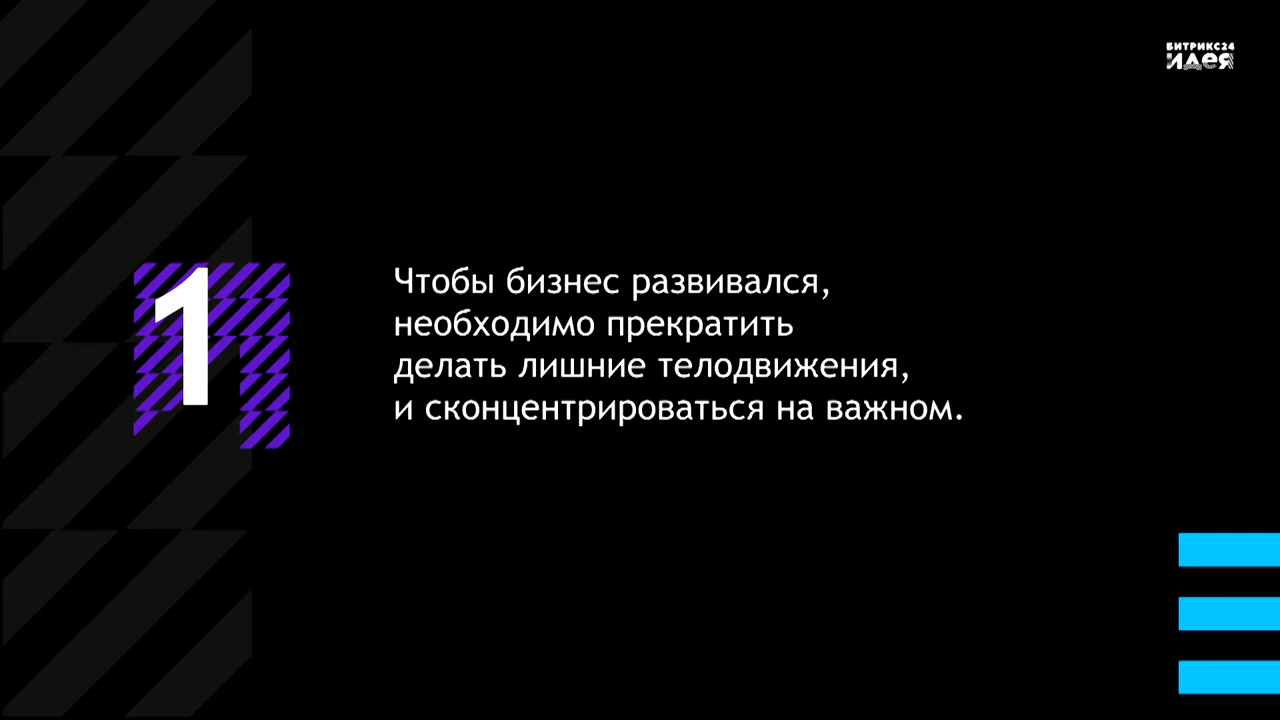 БИТРИКС24
идея
1
Чтобы бизнес развивался,
необходимо прекратить
делать лишние телодвижения,
и сконцентрироваться на важном.